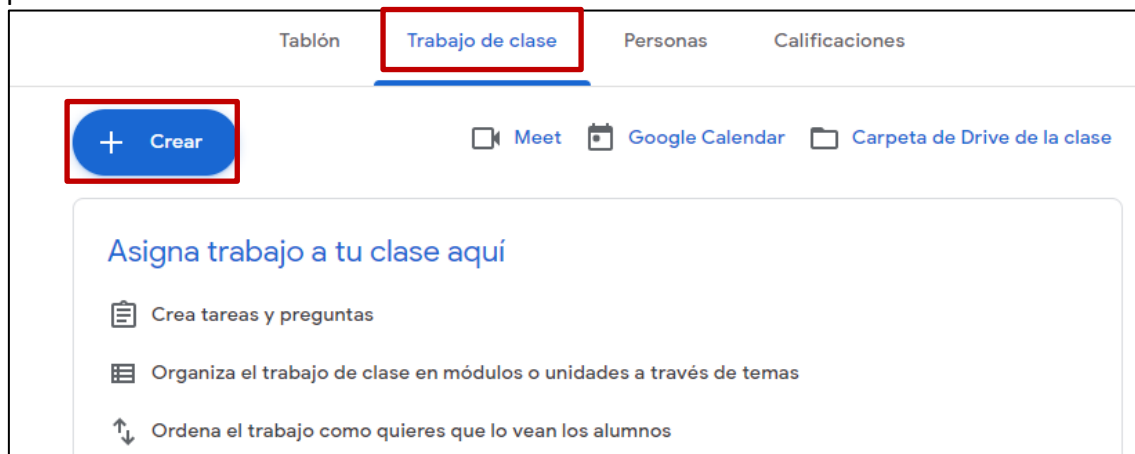 Tablón Trabajo de clase Personas Calificaciones
+ Crear Meet Google Calendar Carpeta de Drive de la clase
Asigna trabajo a tu clase aquí
Crea tareas y preguntas
Organiza el trabajo de clase en módulos o unidades a través de temas
Ordena el trabajo como quieres que lo vean los alumnos